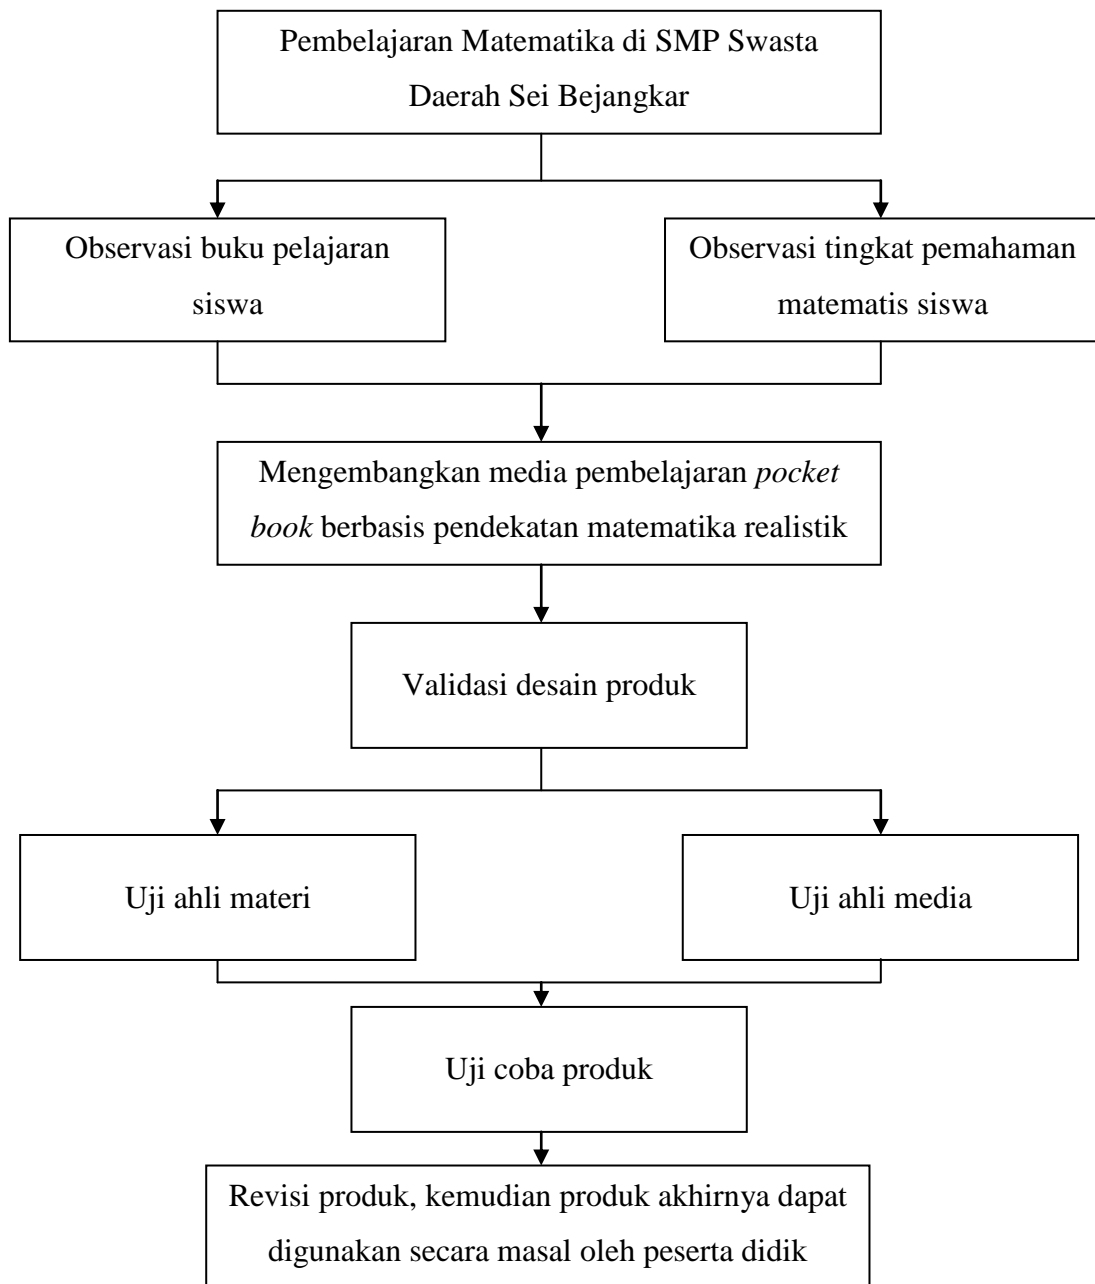 Pembelajaran Matematika di SMP Swasta
Daerah Sei Bejangkar
Observasi buku pelajaran
siswa
Observasi tingkat pemahaman
matematis siswa
Mengembangkan media pembelajaran pocket
book berbasis pendekatan matematika realistik
Validasi desain produk
Uji ahli materi
Uji ahli media
Uji coba produk
Revisi produk, kemudian produk akhirnya dapat
digunakan secara masal oleh peserta didik